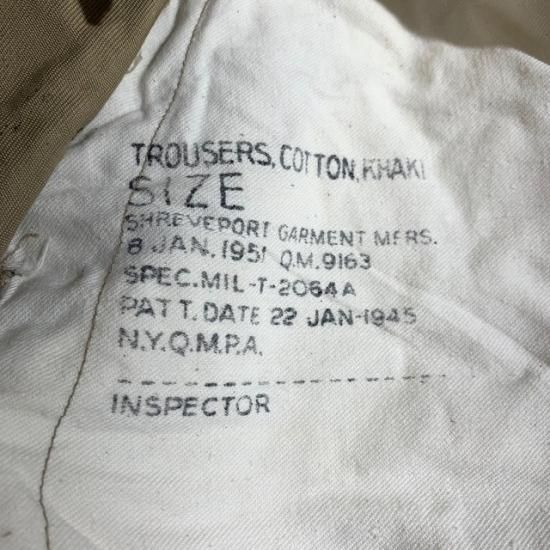 TROUSERS, COTTON, KHAKI
SIZE
SHREVEPORT GARMENT MFRS.
8 JAN. 1951 Q.M. 9163
SPEC. MIL-T-2064A
PATT. DATE 22 JAN-1945
N.Y.Q.M.P.A.
INSPECTOR